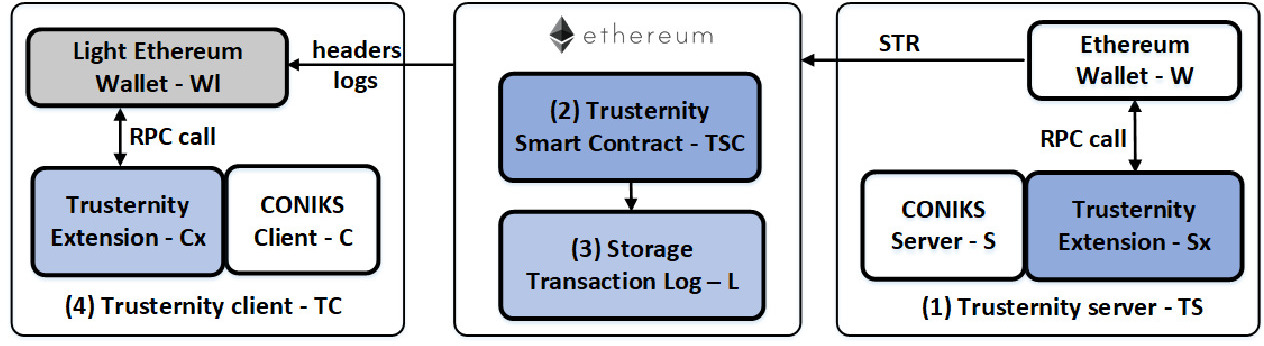 Light Ethereum
Wallet - Wl
RPC call
Trusternity
Extension - Cx
CONIKS
Client - C
(4) Trusternity client - TC
headers
logs
ethereum
(2) Trusternity
Smart Contract - TSC
(3) Storage
Transaction Log – L
STR
Ethereum
Wallet - W
RPC call
CONIKS
Server - S
Trusternity
Extension - Sx
(1) Trusternity server - TS